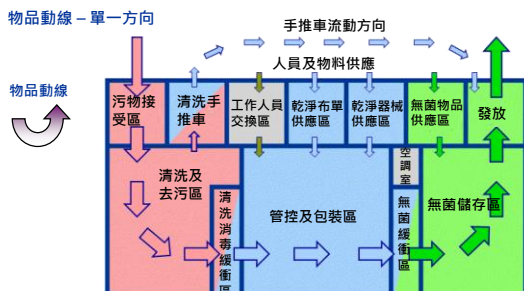 物品動線 – 單一方向
手推車流動方向
人員及物料供應
物品動線
污物接
受區
清洗手
推車
工作人員
交換區
乾淨布單
供應區
乾淨器械
供應區
無菌物品
供應區
發放
清洗及
去污區
清洗消毒緩衝區
管控及包裝區
空調室
無菌緩衝區
無菌儲存區